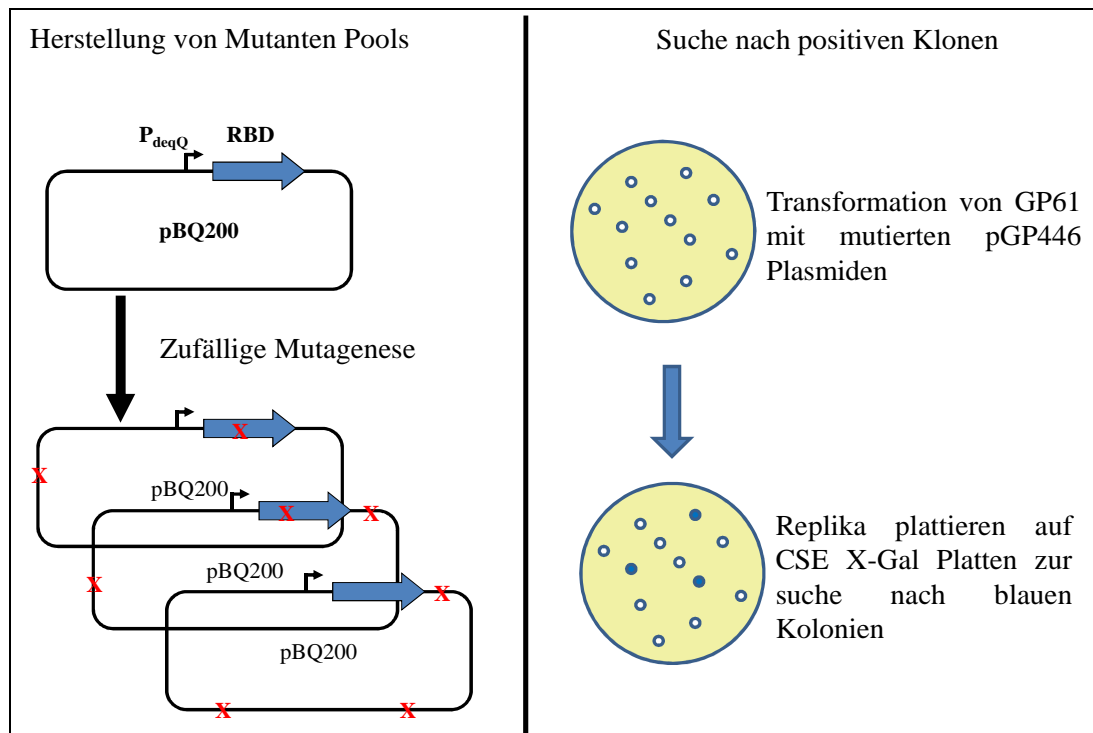 Herstellung von Mutanten Pools
P_deqQ RBD
pBQ200
Zufällige Mutagenese
X
X
pBQ200
X
X
X
pBQ200
X
pBQ200
X
X
Suche nach positiven Klonen
Transformation von GP61
mit mutierten pGP446
Plasmiden
Replika plattieren auf
CSE X-Gal Platten zur
suche nach blauen
Kolonien